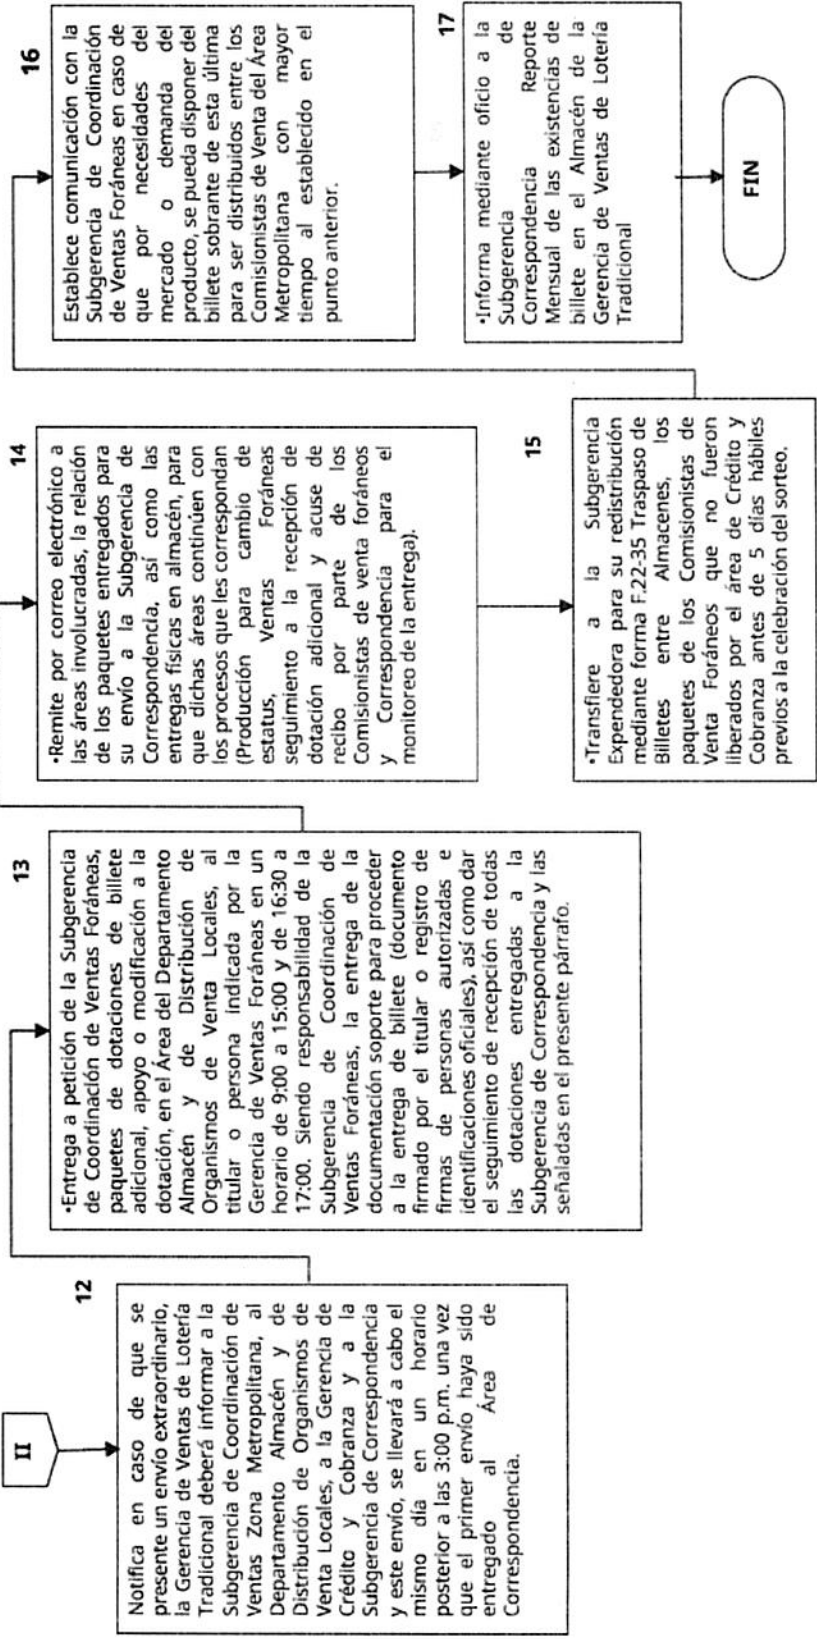 II
12
Notifica en caso de que se
presente un envío extraordinario,
la Gerencia de Ventas de Lotería
Tradicional deberá informar a la
Subgerencia de Coordinación de
Ventas Zona Metropolitana, al
Departamento Almacén y de
Distribución de Organismos de
Venta Locales, a la Gerencia de
Crédito y Cobranza y a la
Subgerencia de Correspondencia
y este envío, se llevará a cabo el
mismo día en un horario
posterior a las 3:00 p.m. una vez
que el primer envío haya sido
entregado al Área de
Correspondencia.
13
•Entrega a petición de la Subgerencia
de Coordinación de Ventas Foráneas,
paquetes de dotaciones de billete
adicional, apoyo o modificación a la
dotación, en el Área del Departamento
Almacén y de Distribución de
Organismos de Venta Locales, al
titular o persona indicada por la
Gerencia de Ventas Foráneas en un
horario de 9:00 a 15:00 y de 16:30 a
17:00. Siendo responsabilidad de la
Subgerencia de Coordinación de
Ventas Foráneas, la entrega de la
documentación soporte para proceder
a la entrega de billete (documento
firmado por el titular o registro de
firmas de personas autorizadas e
identificaciones oficiales), así como dar
el seguimiento de recepción de todas
las dotaciones entregadas a la
Subgerencia de Correspondencia y las
señaladas en el presente párrafo.
14
•Remite por correo electrónico a
las áreas involucradas, la relación
de los paquetes entregados para
su envío a la Subgerencia de
Correspondencia, así como las
entregas físicas en almacén, para
que dichas áreas continúen con
los procesos que les correspondan
(Producción para cambio de
estatus, Ventas Foráneas
seguimiento a la recepción de
dotación adicional y acuse de
recibo por parte de los
Comisionistas de venta foráneos
y Correspondencia para el
monitoreo de la entrega).
15
•Transfiere a la Subgerencia
Expendedora para su redistribución
mediante forma F.22-35 Traspaso de
Billetes entre Almacenes, los
paquetes de los Comisionistas de
Venta Foráneos que no fueron
liberados por el área de Crédito y
Cobranza antes de 5 días hábiles
previos a la celebración del sorteo.
16
Establece comunicación con la
Subgerencia de Coordinación
de Ventas Foráneas en caso de
que por necesidades del
mercado o demanda del
producto, se pueda disponer del
billete sobrante de esta última
para ser distribuidos entre los
Comisionistas de Venta del Área
Metropolitana con mayor
tiempo al establecido en el
punto anterior.
17
•Informa mediante oficio a la
Subgerencia de
Correspondencia Reporte
Mensual de las existencias de
billete en el Almacén de la
Gerencia de Ventas de Lotería
Tradicional
FIN